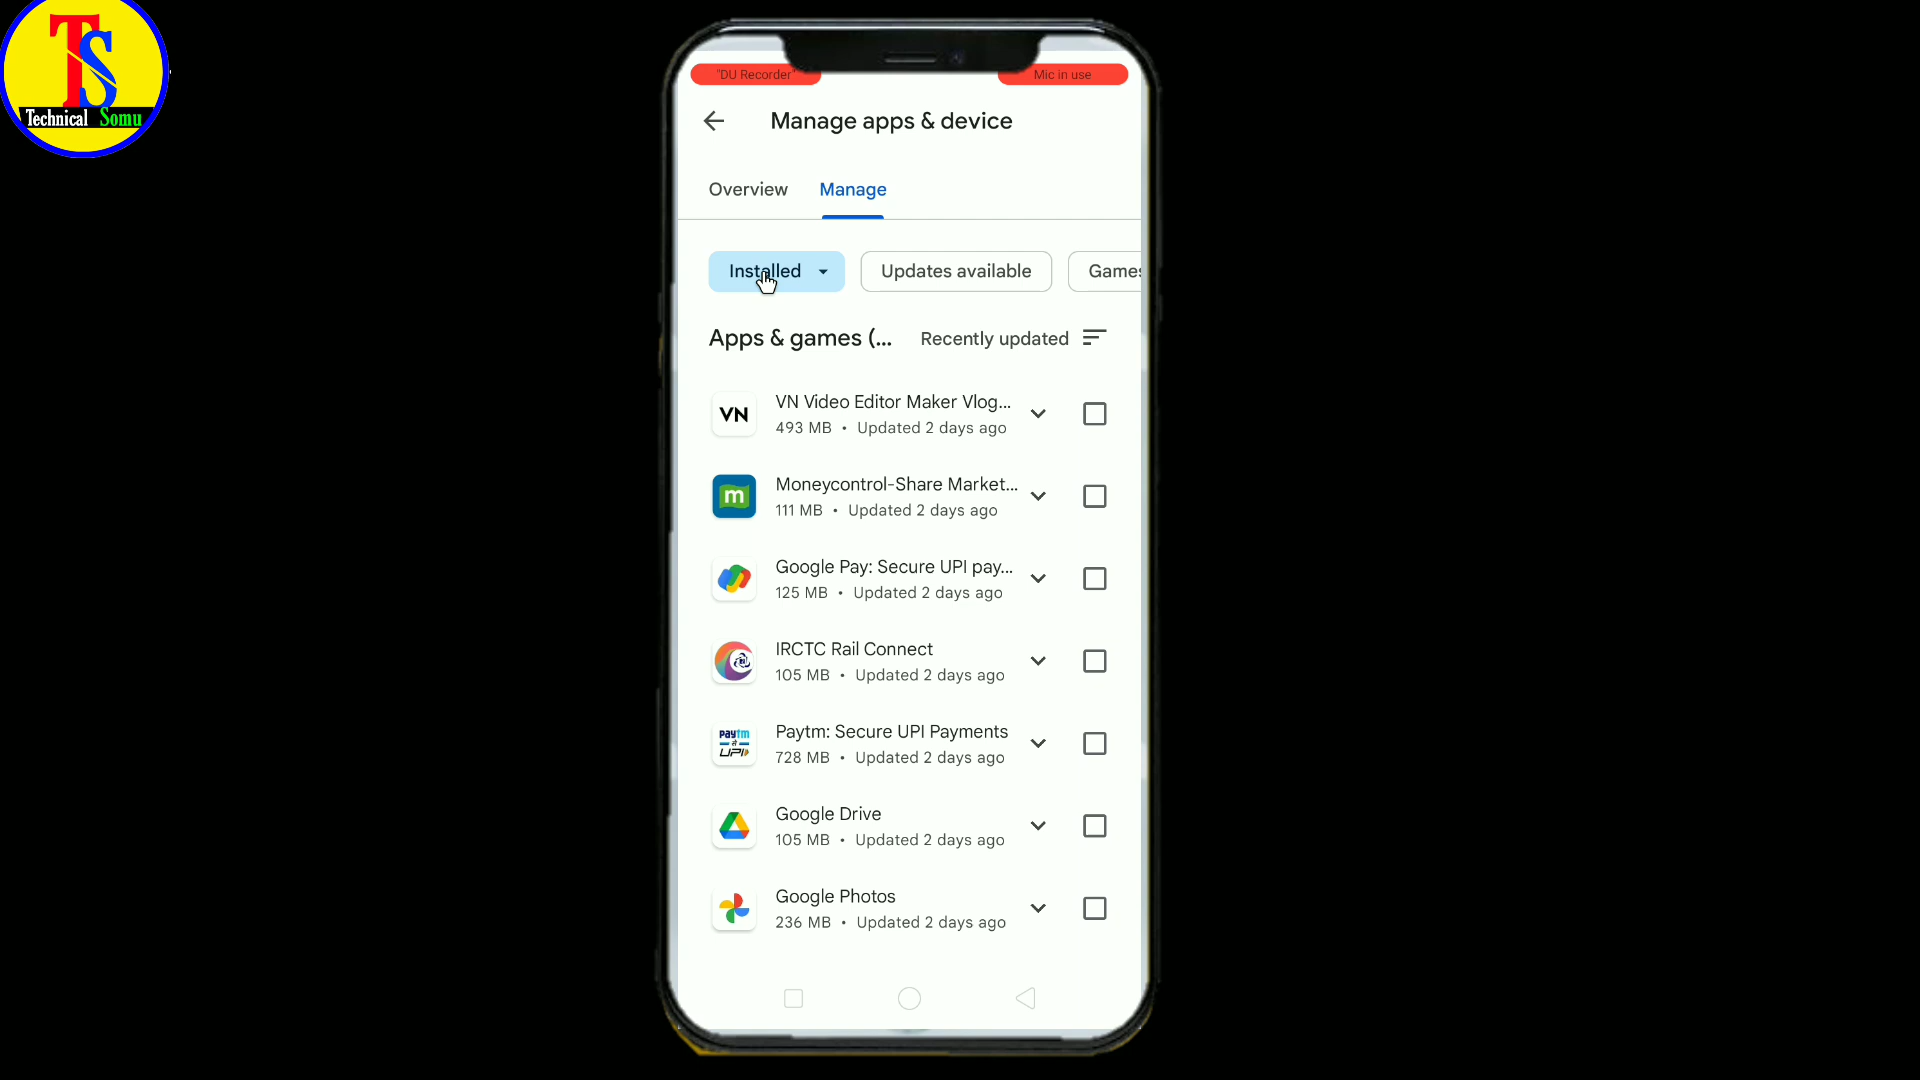 TS
Technical Somu
"DU Recorder"
Mic in use
Manage apps & device
Overview
Manage
Installed
Updates available
Games
Apps & games (...
Recently updated
VN
VN Video Editor Maker Vlog...
493 MB • Updated 2 days ago
m
Moneycontrol-Share Market...
111 MB • Updated 2 days ago
Google Pay: Secure UPI pay...
125 MB • Updated 2 days ago
IRCTC Rail Connect
105 MB • Updated 2 days ago
paytm
से
UPI
Paytm: Secure UPI Payments
728 MB • Updated 2 days ago
Google Drive
105 MB • Updated 2 days ago
Google Photos
236 MB • Updated 2 days ago